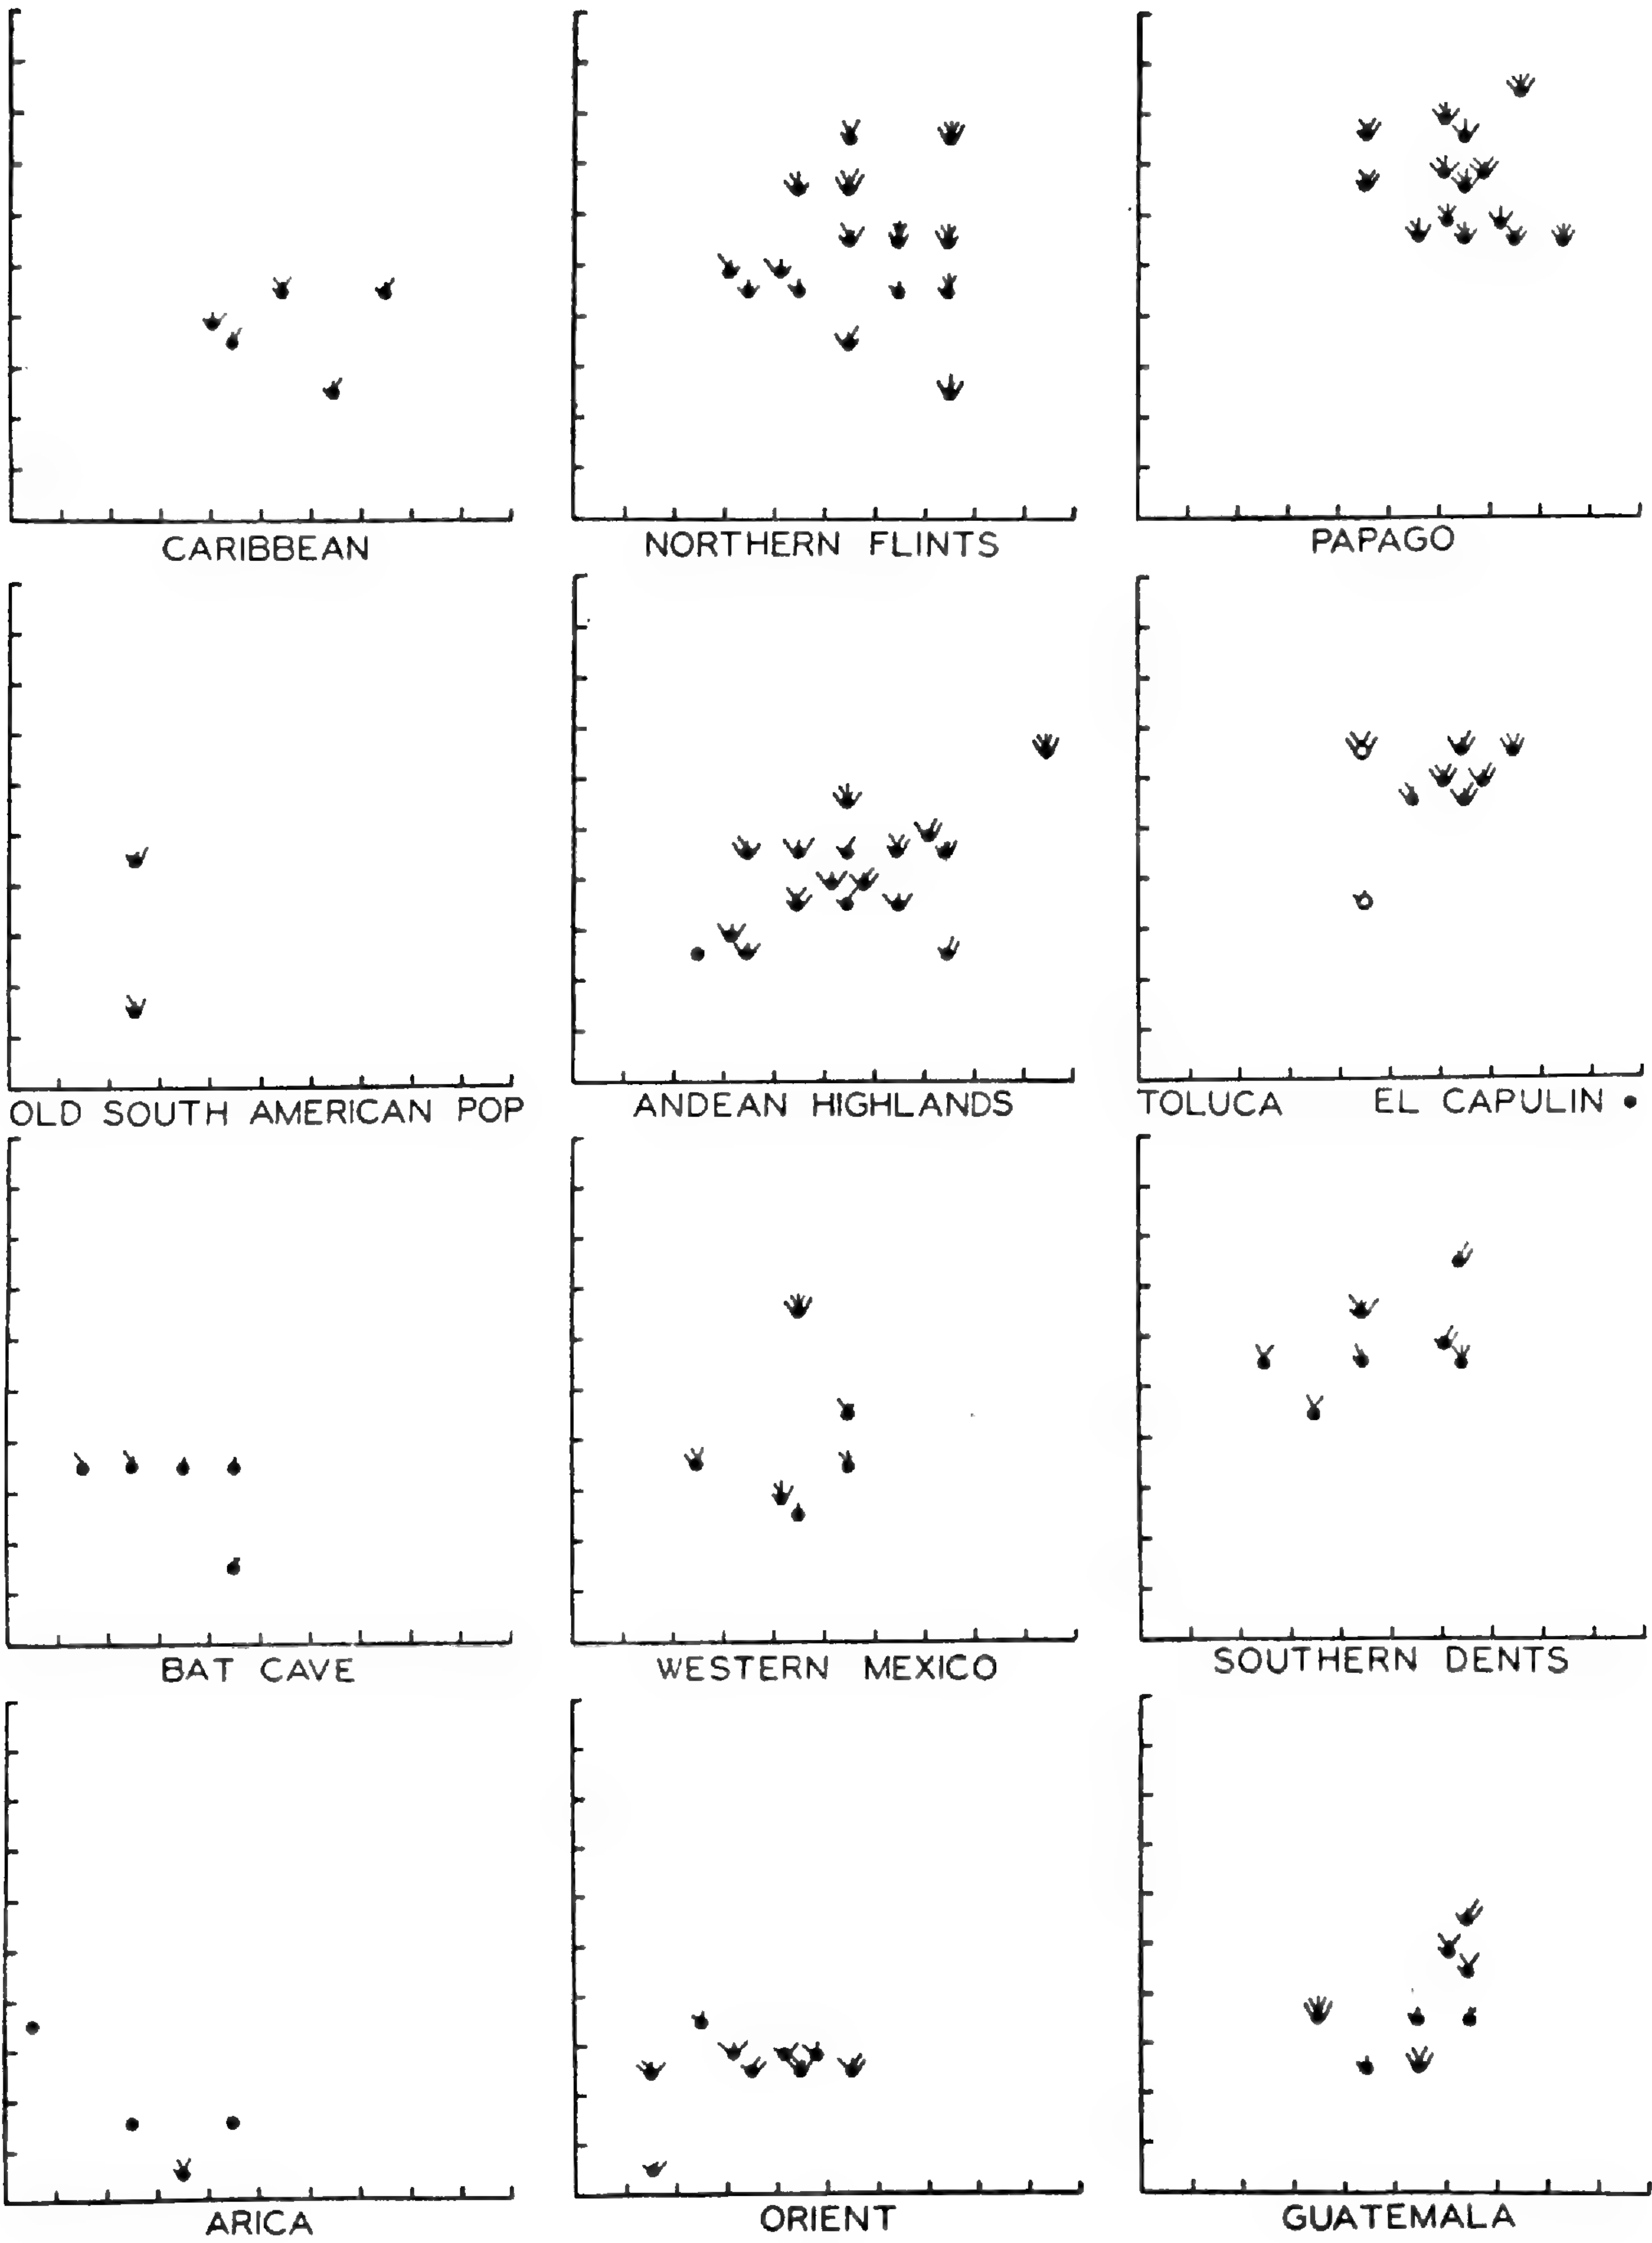 CARIBBEAN
NORTHERN FLINTS
PAPAGO
OLD SOUTH AMERICAN POP
ANDEAN HIGHLANDS
TOLUCA EL CAPULIN •
BAT CAVE
WESTERN MEXICO
SOUTHERN DENTS
ARICA
ORIENT
GUATEMALA